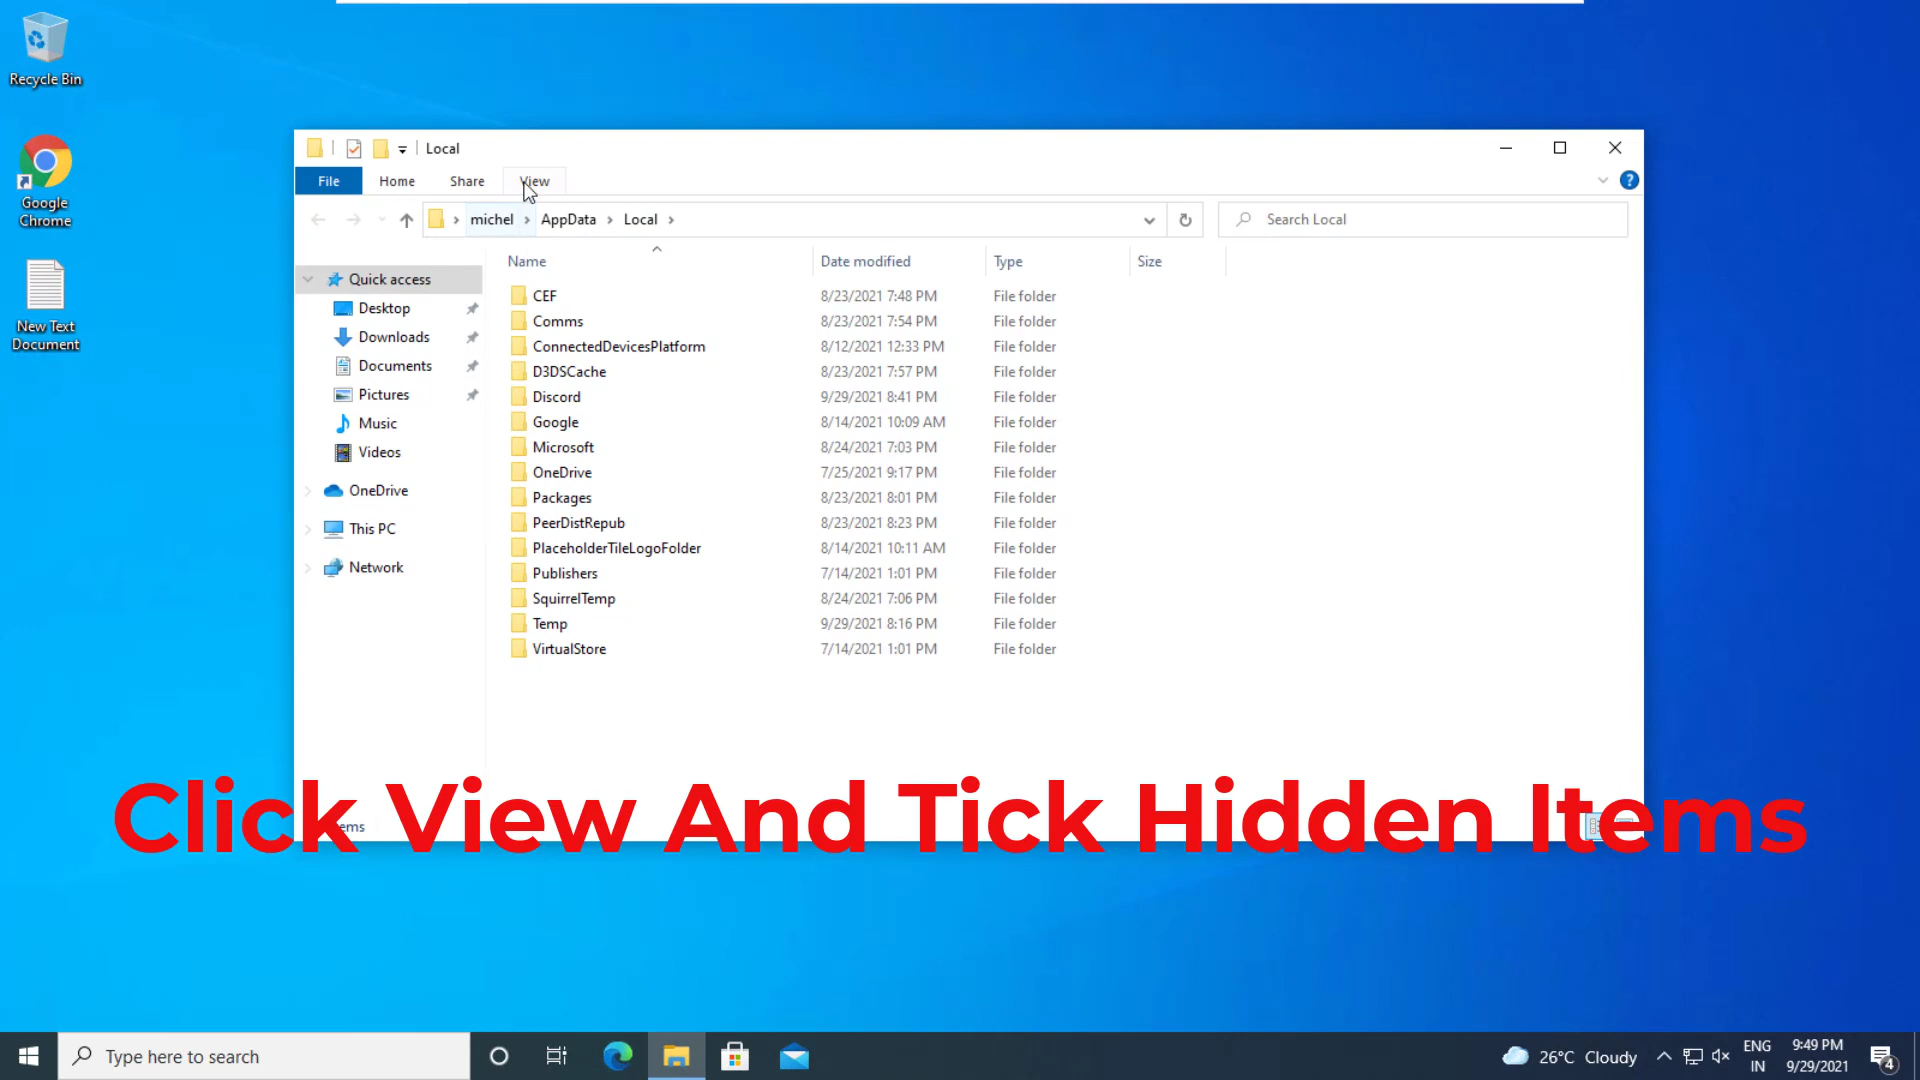 Recycle Bin
Google
Chrome
New Text
Document
Local
File
Home
Share
View
michel
AppData
Local
Search Local
Name
Date modified
Type
Size
Quick access
Desktop
Downloads
Documents
Pictures
Music
Videos
OneDrive
This PC
Network
CEF 8/23/2021 7:48 PM File folder
Comms 8/23/2021 7:54 PM File folder
ConnectedDevicesPlatform 8/12/2021 12:33 PM File folder
D3DSCache 8/23/2021 7:57 PM File folder
Discord 9/29/2021 8:41 PM File folder
Google 8/14/2021 10:09 AM File folder
Microsoft 8/24/2021 7:03 PM File folder
OneDrive 7/25/2021 9:17 PM File folder
Packages 8/23/2021 8:01 PM File folder
PeerDistRepub 8/23/2021 8:23 PM File folder
PlaceholderTileLogoFolder 8/14/2021 10:11 AM File folder
Publishers 7/14/2021 1:01 PM File folder
SquirrelTemp 8/24/2021 7:06 PM File folder
Temp 9/29/2021 8:16 PM File folder
VirtualStore 7/14/2021 1:01 PM File folder
Click View And Tick Hidden Items
Type here to search
26°C Cloudy
ENG
IN
9:49 PM
9/29/2021
4